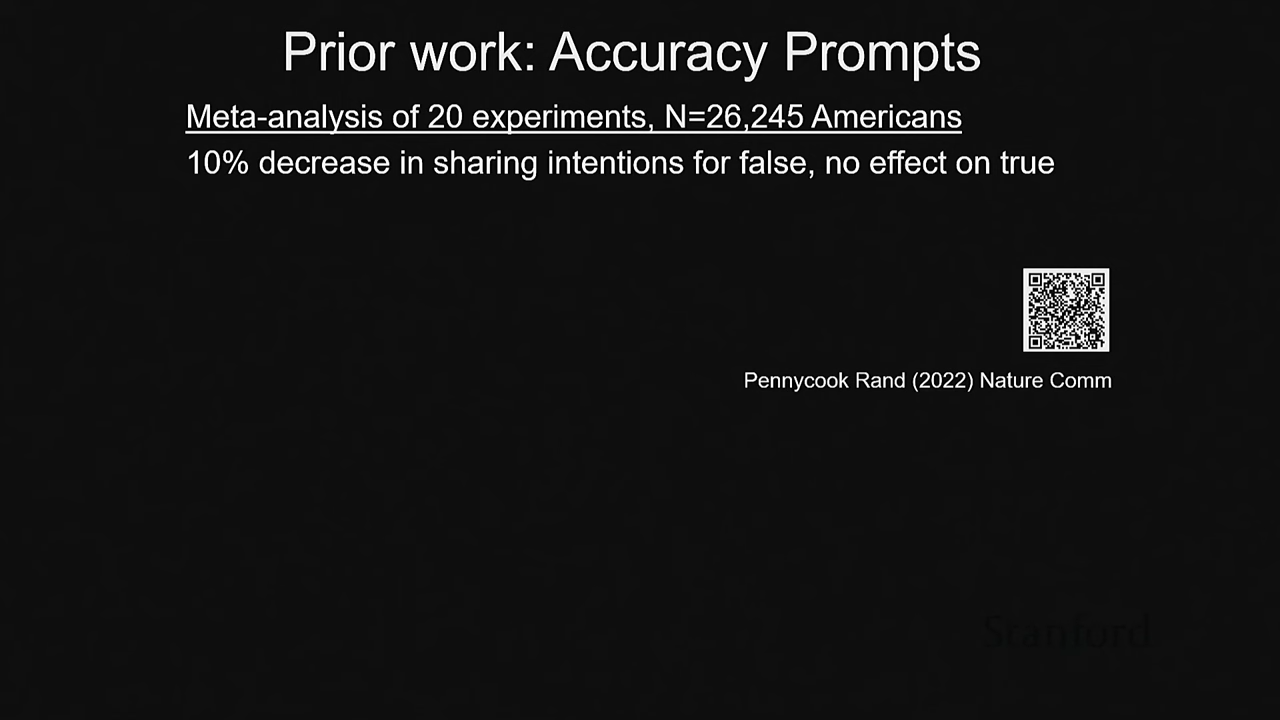 Prior work: Accuracy Prompts
Meta-analysis of 20 experiments, N=26,245 Americans
10% decrease in sharing intentions for false, no effect on true
Pennycook Rand (2022) Nature Comm
Stanford